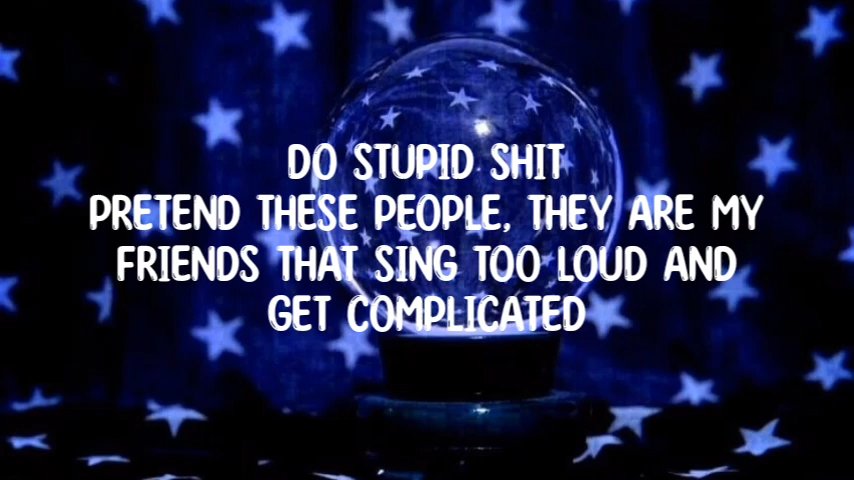 DO STUPID SHIT
PRETEND THESE PEOPLE, THEY ARE MY
FRIENDS THAT SING TOO LOUD AND
GET COMPLICATED